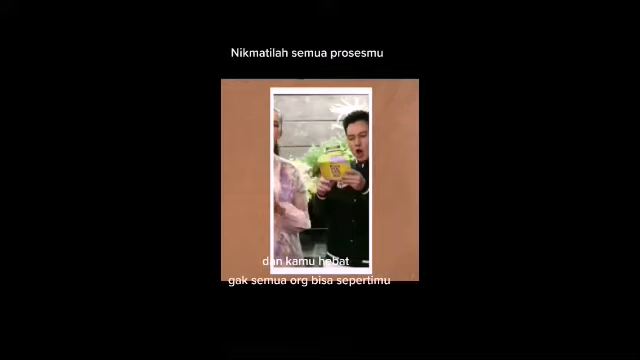 Nikmatilah semua prosesmu
dan kamu hebat
gak semua org bisa sepertimu